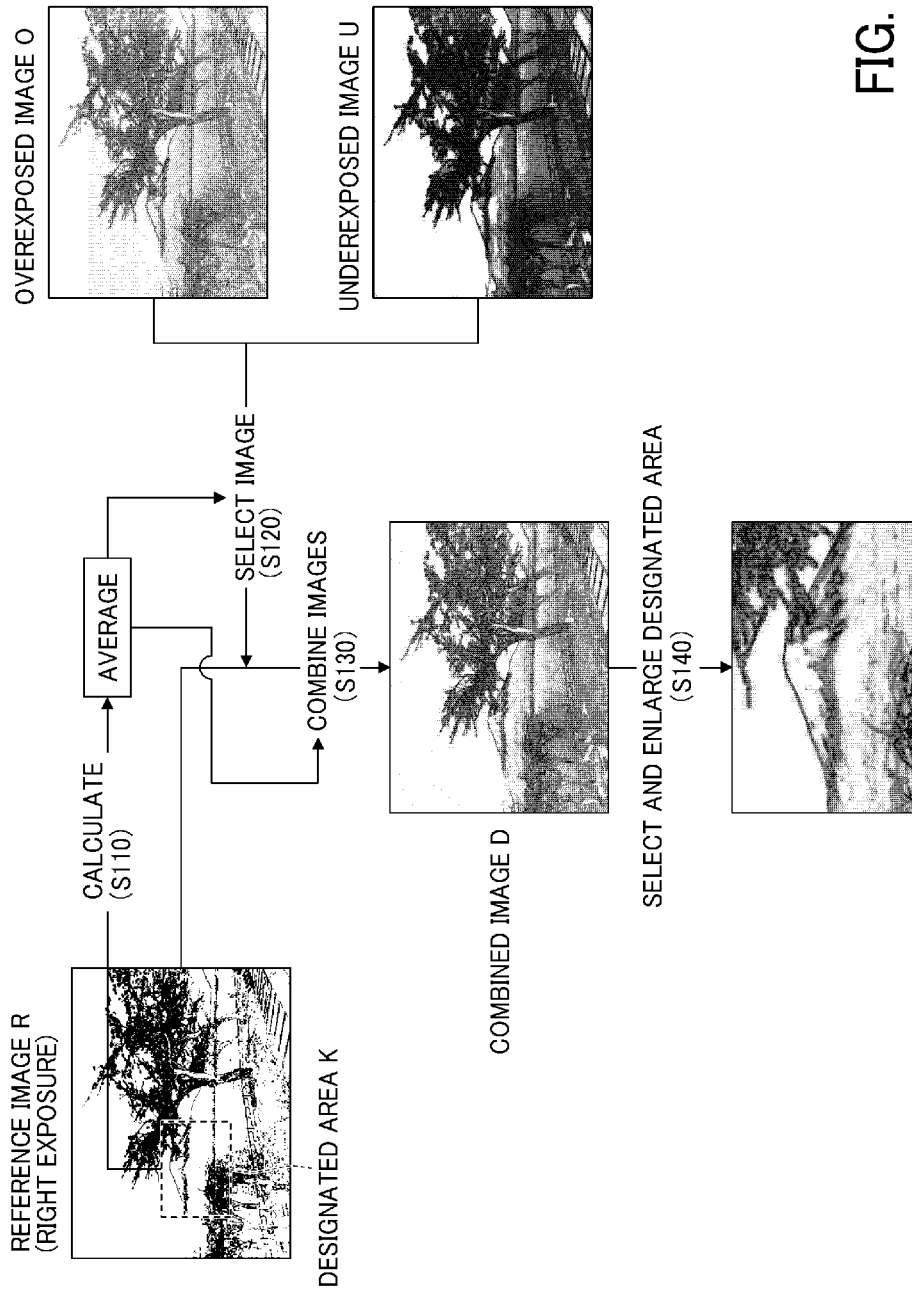 REFERENCE IMAGE R
(RIGHT EXPOSURE)
DESIGNATED AREA K
CALCULATE
(S110)
AVERAGE
SELECT IMAGE
(S120)
OVEREXPOSED IMAGE O
UNDEREXPOSED IMAGE U
COMBINE IMAGES
(S130)
COMBINED IMAGE D
SELECT AND ENLARGE DESIGNATED AREA
(S140)
FIG.